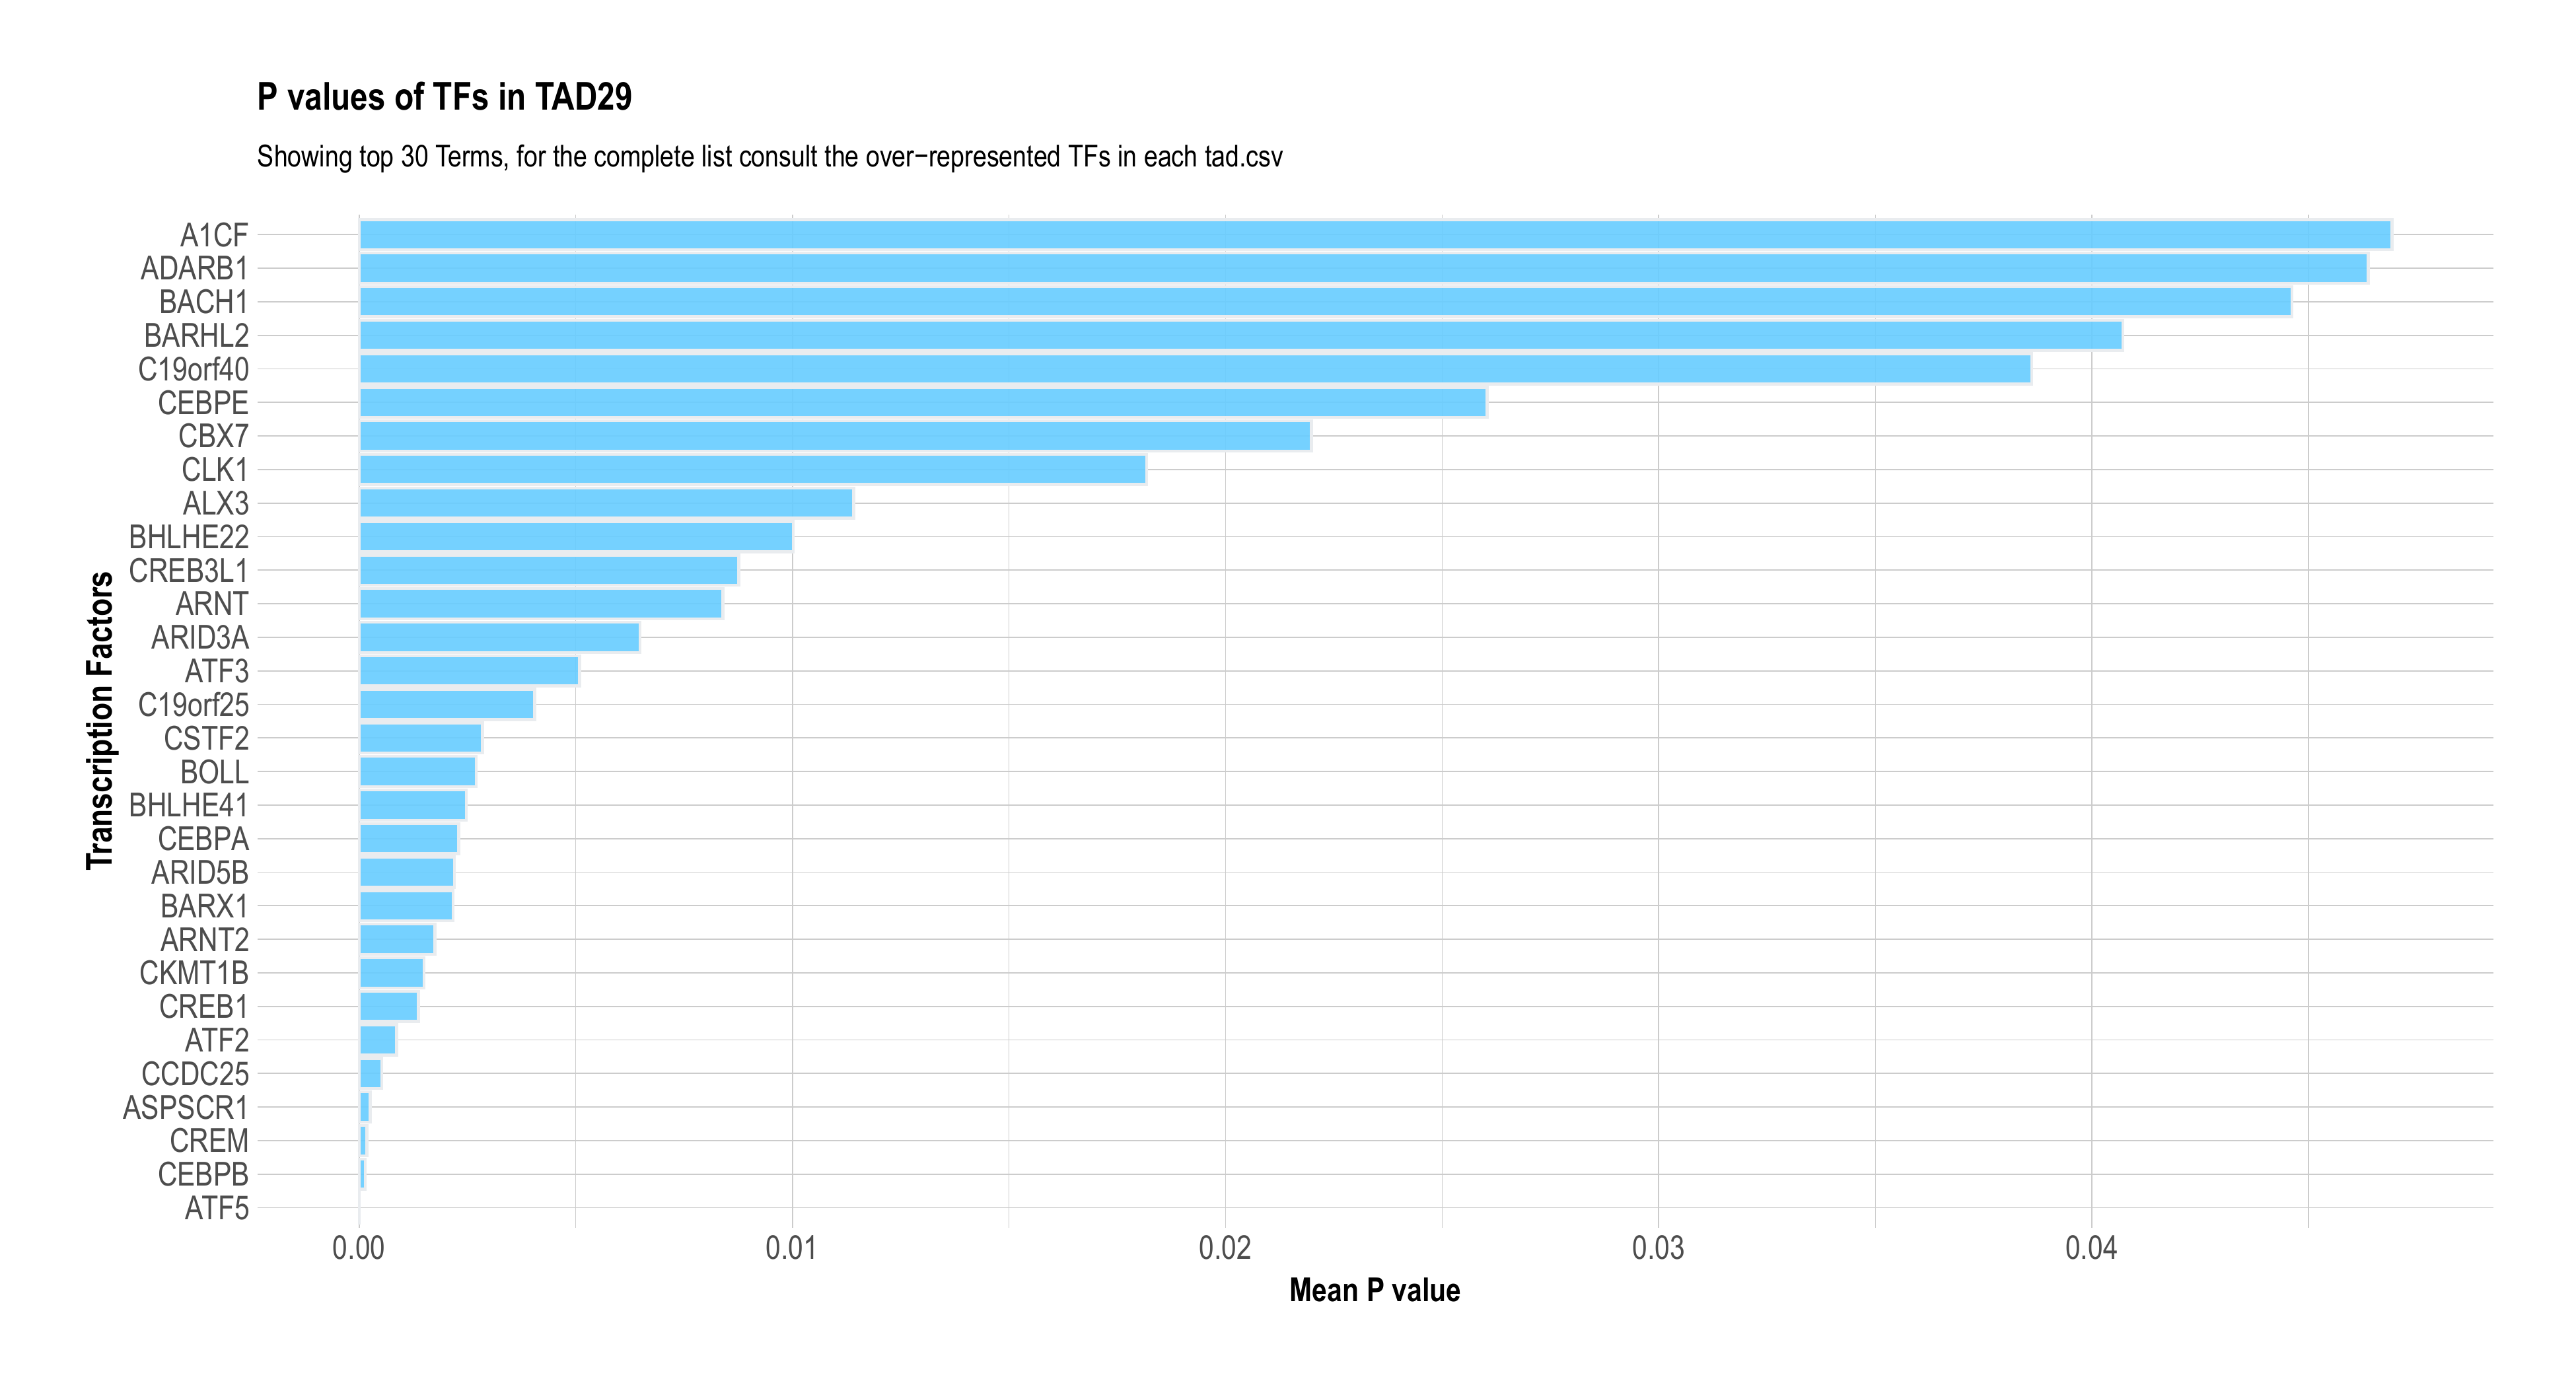 P values of TFs in TAD29
Showing top 30 Terms, for the complete list consult the over−represented TFs in each tad.csv
Transcription Factors
A1CF
ADARB1
BACH1
BARHL2
C19orf40
CEBPE
CBX7
CLK1
ALX3
BHLHE22
CREB3L1
ARNT
ARID3A
ATF3
C19orf25
CSTF2
BOLL
BHLHE41
CEBPA
ARID5B
BARX1
ARNT2
CKMT1B
CREB1
ATF2
CCDC25
ASPSCR1
CREM
CEBPB
ATF5
0.00 0.01 0.02 0.03 0.04
Mean P value